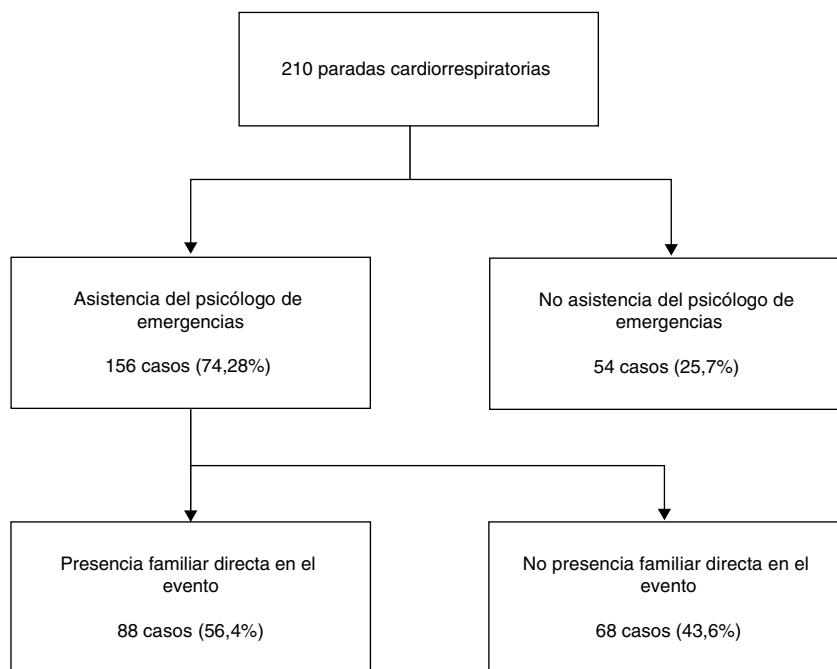 210 paradas cardiorrespiratorias
Asistencia del psicólogo de
emergencias
156 casos (74,28%)
No asistencia del psicólogo de
emergencias
54 casos (25,7%)
Presencia familiar directa en el
evento
88 casos (56,4%)
No presencia familiar directa en el
evento
68 casos (43,6%)